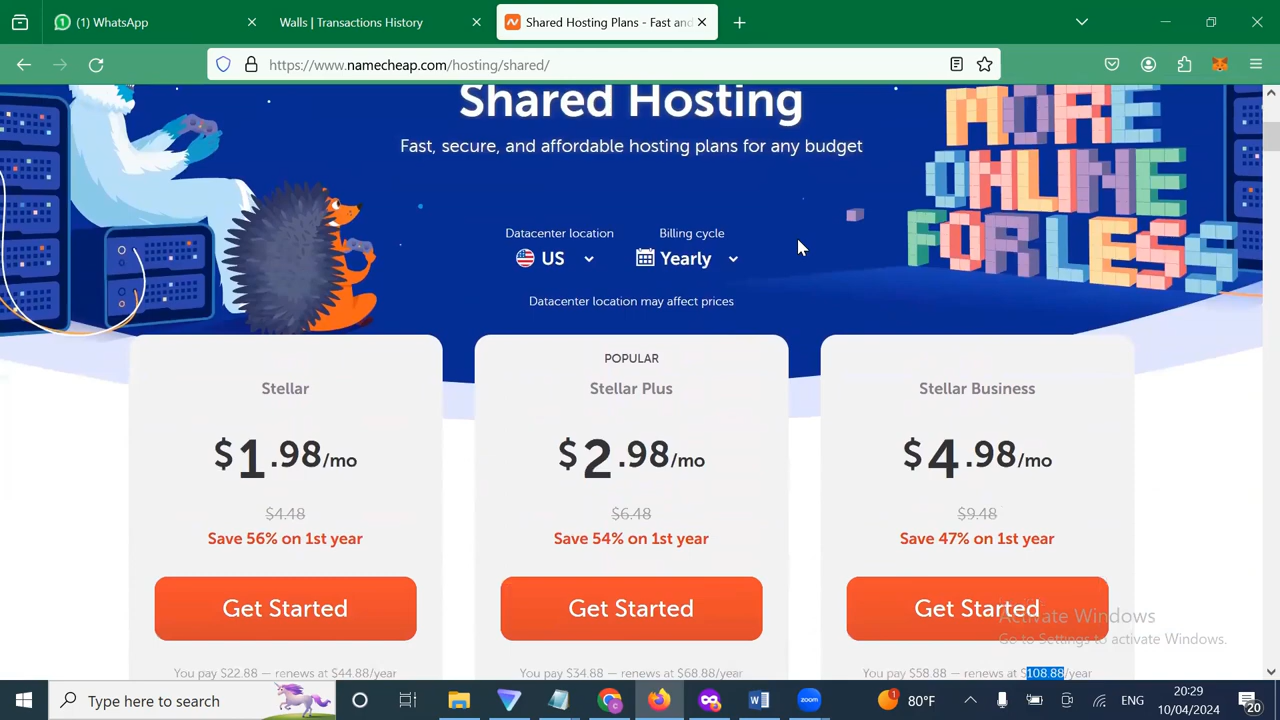 (1) WhatsApp
Walls | Transactions History
Shared Hosting Plans - Fast and
https://www.namecheap.com/hosting/shared/
Shared Hosting
Fast, secure, and affordable hosting plans for any budget
MORE
ONLINE
FOR LESS
Datacenter location
Billing cycle
US
Yearly
Datacenter location may affect prices
Stellar
$1.98/mo
$4.48
Save 56% on 1st year
Get Started
You pay $22.88 — renews at $44.88/year
POPULAR
Stellar Plus
$2.98/mo
$6.48
Save 54% on 1st year
Get Started
You pay $34.88 — renews at $68.88/year
Stellar Business
$4.98/mo
$9.48
Save 47% on 1st year
Get Started
You pay $58.88 — renews at $108.88/year
Activate Windows
Go to Settings to activate Windows.
Type here to search
zoom
1
80°F
ENG
20:29
10/04/2024
20